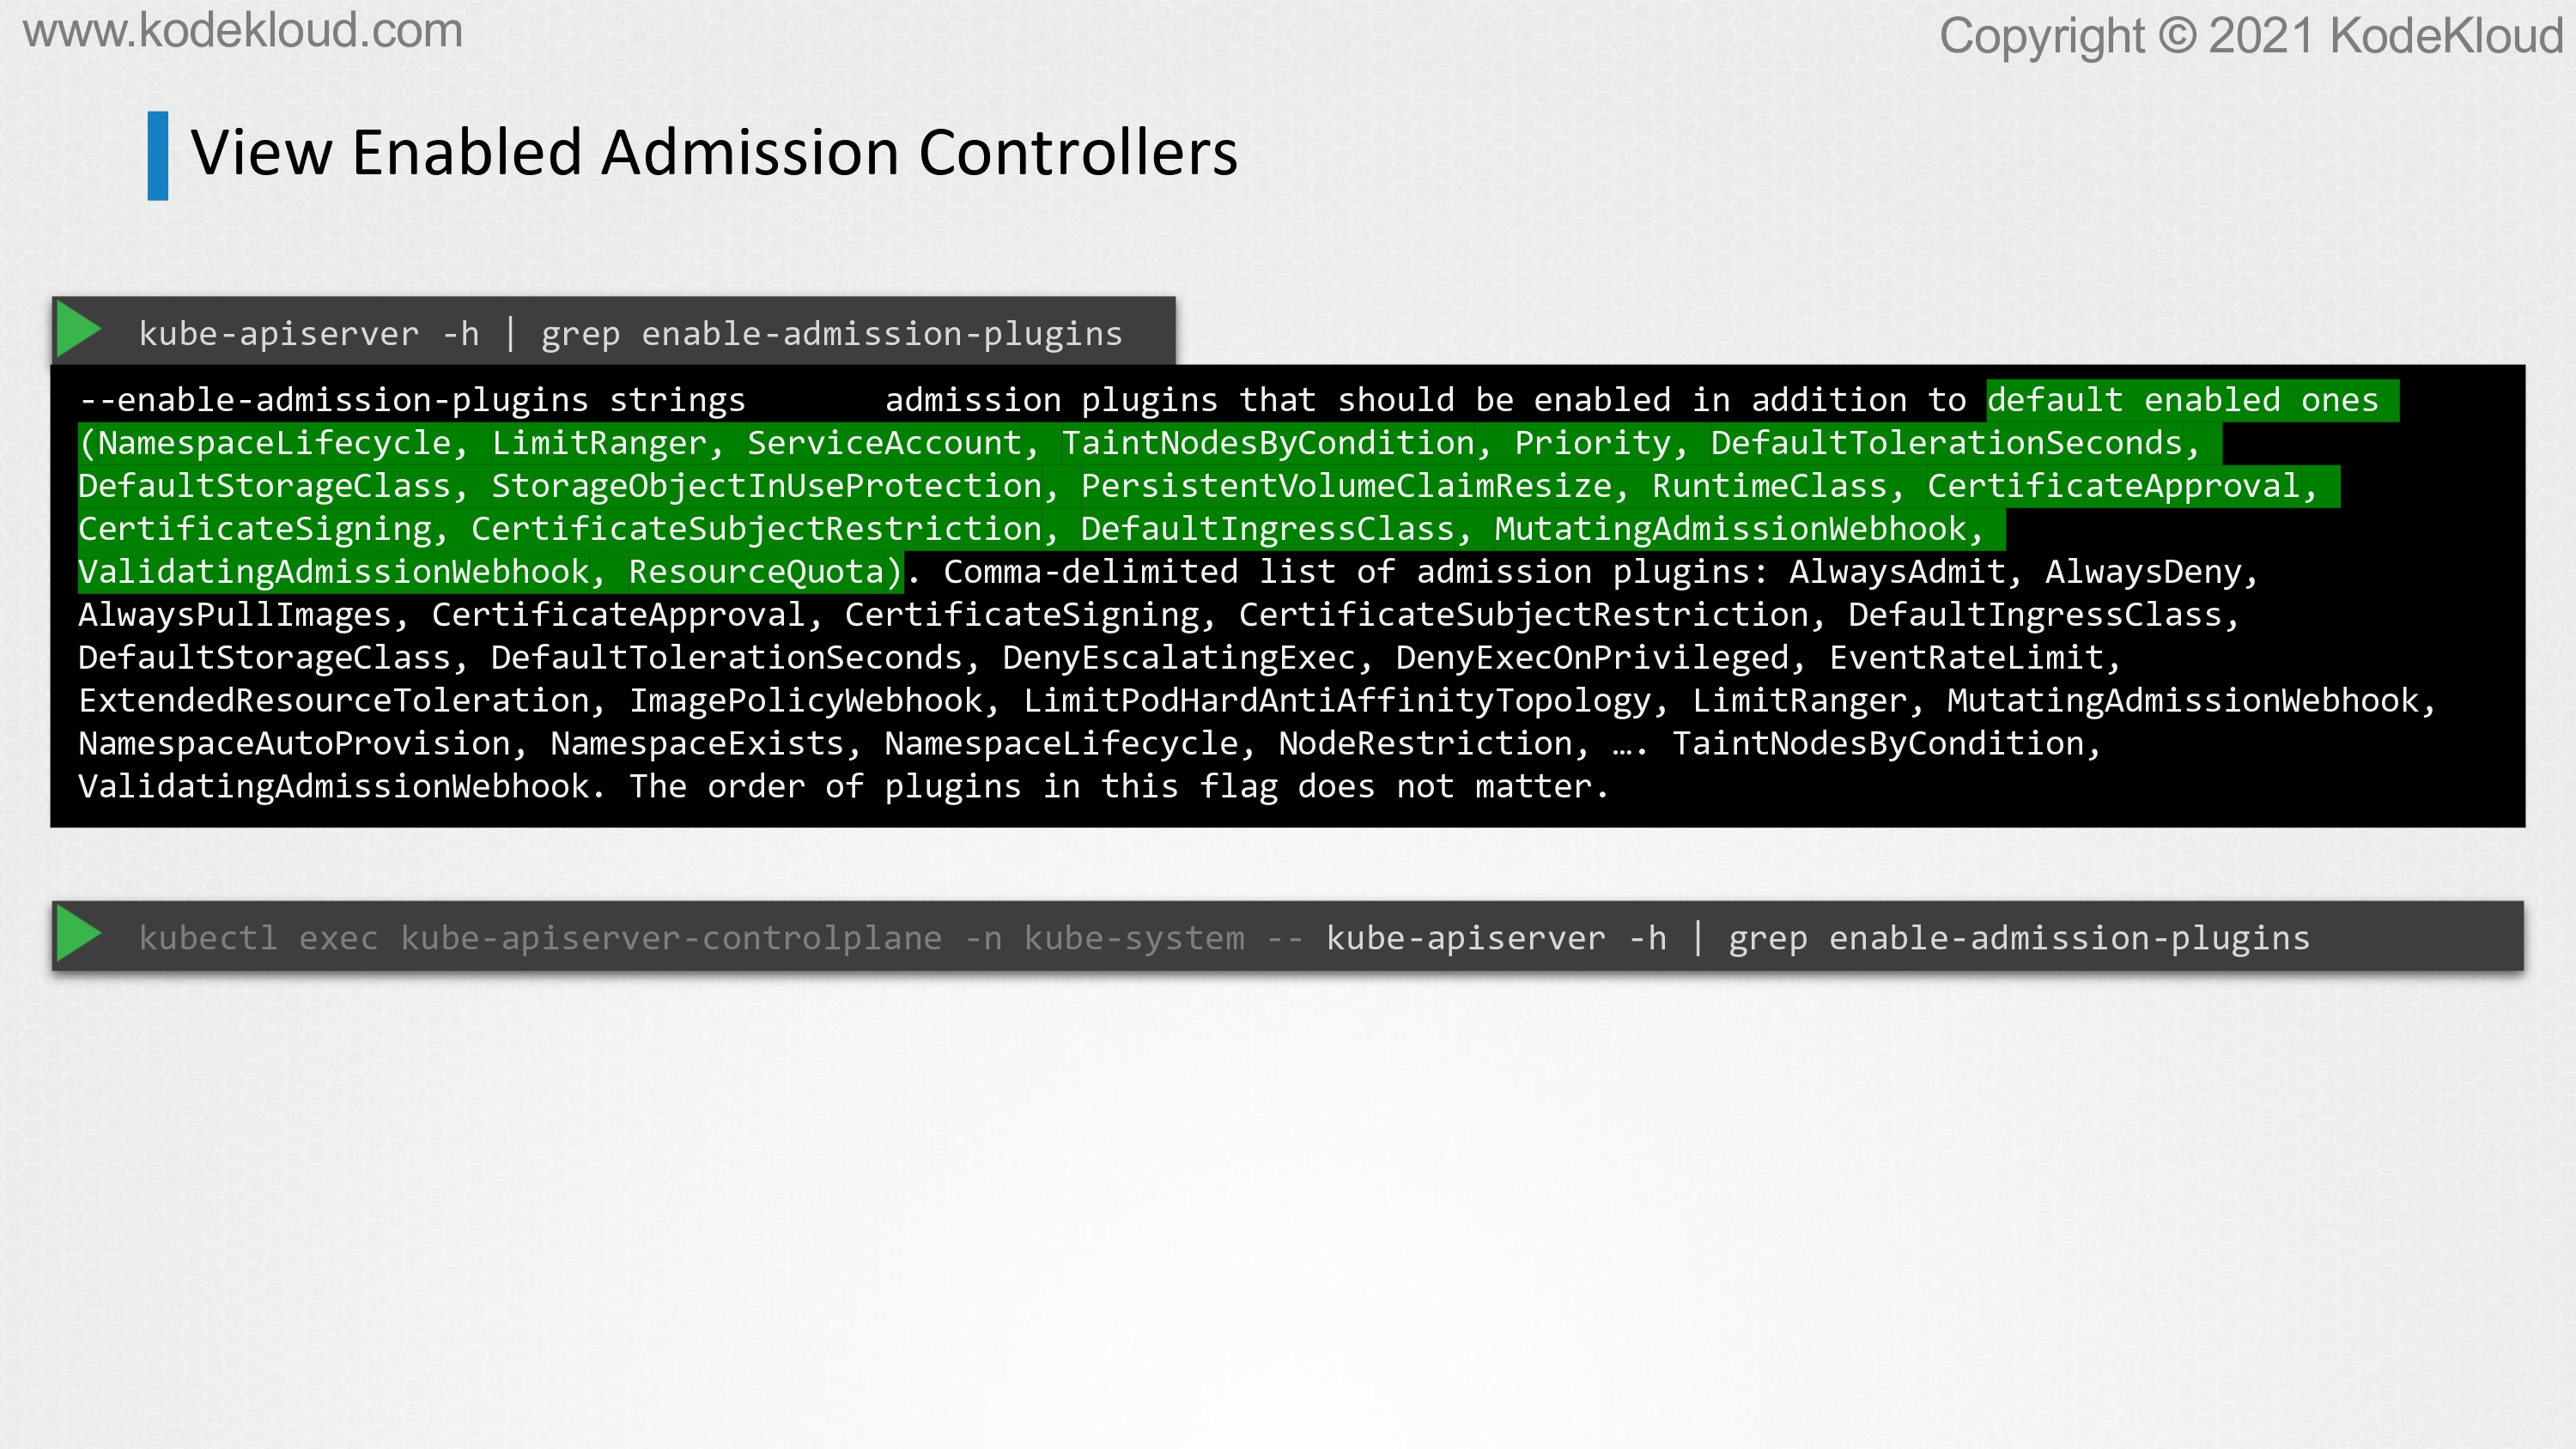 www.kodekloud.com
Copyright © 2021 KodeKloud
View Enabled Admission Controllers
kube-apiserver -h | grep enable-admission-plugins
--enable-admission-plugins strings       admission plugins that should be enabled in addition to default enabled ones
(NamespaceLifecycle, LimitRanger, ServiceAccount, TaintNodesByCondition, Priority, DefaultTolerationSeconds,
DefaultStorageClass, StorageObjectInUseProtection, PersistentVolumeClaimResize, RuntimeClass, CertificateApproval,
CertificateSigning, CertificateSubjectRestriction, DefaultIngressClass, MutatingAdmissionWebhook,
ValidatingAdmissionWebhook, ResourceQuota). Comma-delimited list of admission plugins: AlwaysAdmit, AlwaysDeny,
AlwaysPullImages, CertificateApproval, CertificateSigning, CertificateSubjectRestriction, DefaultIngressClass,
DefaultStorageClass, DefaultTolerationSeconds, DenyEscalatingExec, DenyExecOnPrivileged, EventRateLimit,
ExtendedResourceToleration, ImagePolicyWebhook, LimitPodHardAntiAffinityTopology, LimitRanger, MutatingAdmissionWebhook,
NamespaceAutoProvision, NamespaceExists, NamespaceLifecycle, NodeRestriction, …. TaintNodesByCondition,
ValidatingAdmissionWebhook. The order of plugins in this flag does not matter.
kubectl exec kube-apiserver-controlplane -n kube-system -- kube-apiserver -h | grep enable-admission-plugins